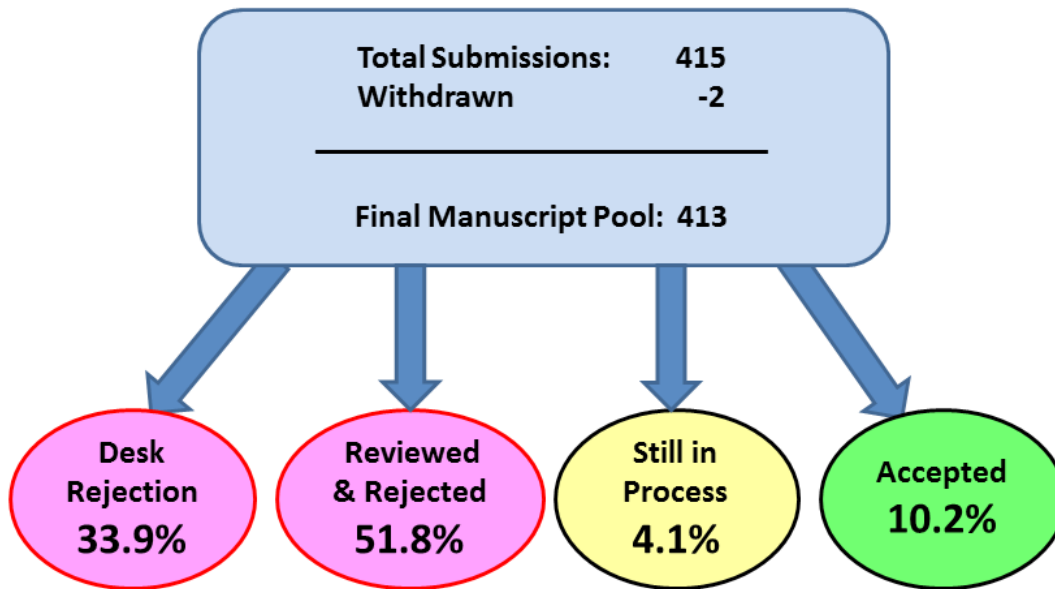 Total Submissions: 415
Withdrawn -2
Final Manuscript Pool: 413
Desk
Rejection
33.9%
Reviewed
& Rejected
51.8%
Still in
Process
4.1%
Accepted
10.2%